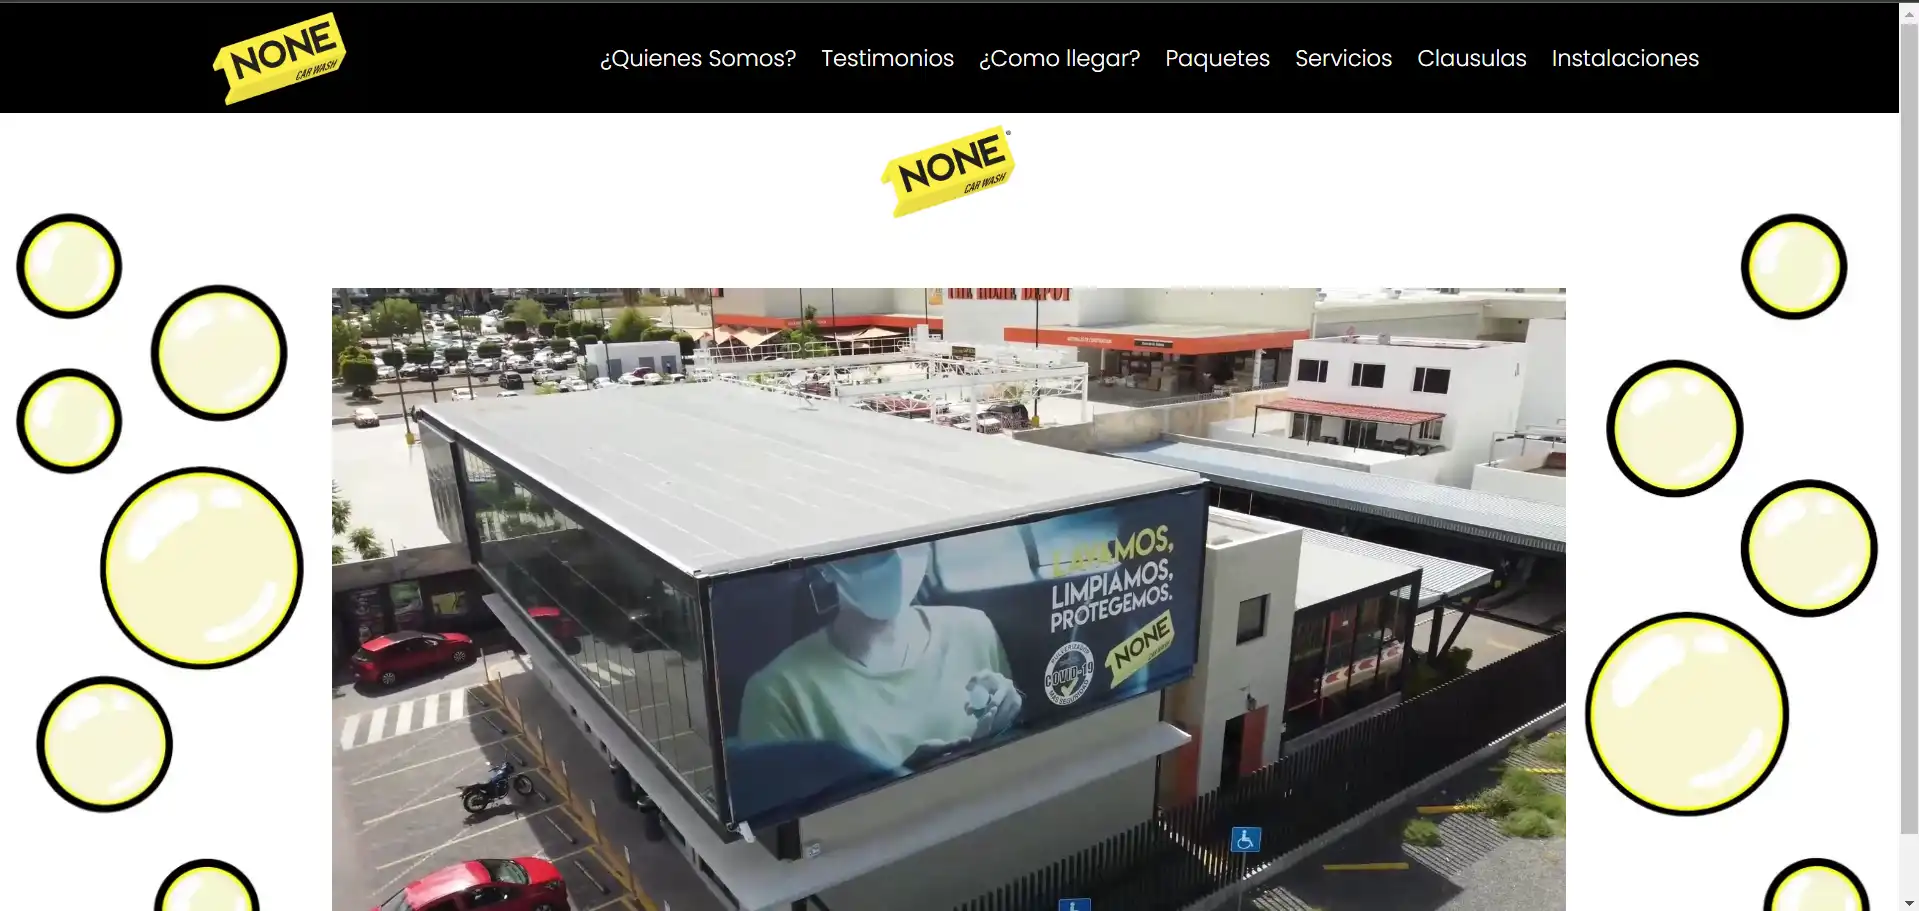 NONE
CAR WASH
¿Quienes Somos? Testimonios ¿Como llegar? Paquetes Servicios Clausulas Instalaciones
NONE
CAR WASH
THE HOME DEPOT
LAVAMOS,
LIMPIAMOS,
PROTEGEMOS.
NONE
COVID-19